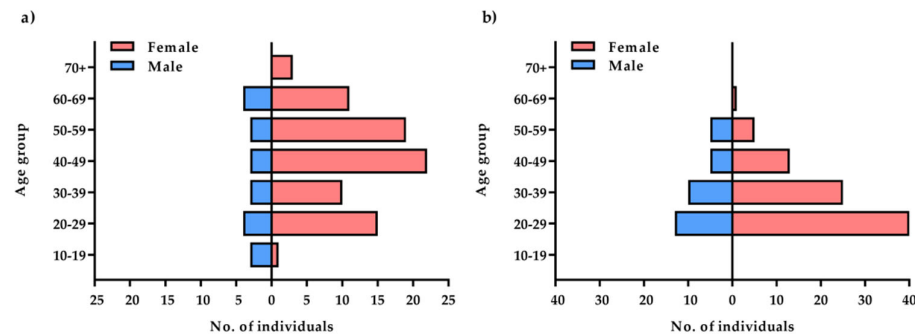 a)
Female
Male
70+
60-69
50-59
40-49
30-39
20-29
10-19
Age group
25 20 15 10 5 0 5 10 15 20 25
No. of individuals
b)
Female
Male
70+
60-69
50-59
40-49
30-39
20-29
10-19
Age group
40 30 20 10 0 10 20 30 40
No. of individuals